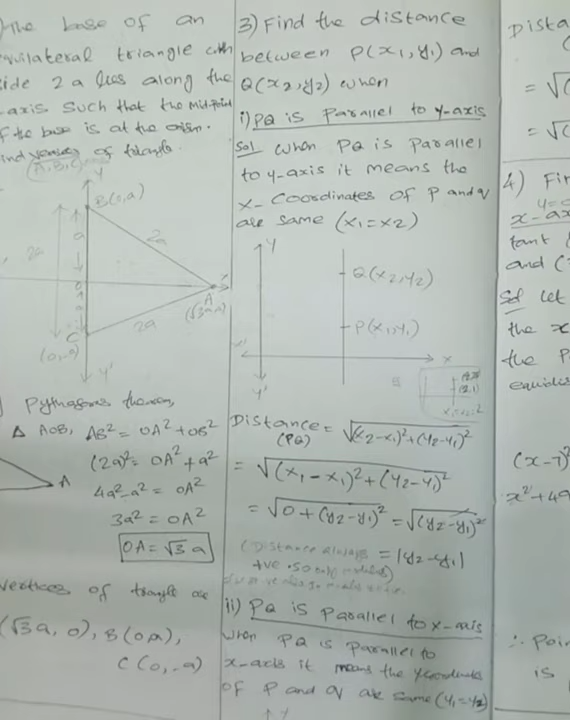 The base of an
uilateral triangle with
ide 2a lies along the
-axis such that the mid point
f the base is at the origin.
ind vertices of triangle.
(A, B, C)
Y
B(0,a)
2a
a
2a
0
x
A
(√3a,0)
a
2a
C
(0,-a)
Y'
Pythagoras theorem,
Δ AOB, AB² = OA² + OB²
(2a)² = OA² + a²
A
4a² - a² = OA²
3a² = OA²
OA = √3 a
vertices of triangle are
(√3a, 0), B(0,a),
C(0,-a)
3) Find the distance
between P(x₁,y₁) and
Q(x₂,y₂) when
i) PQ is parallel to y-axis
Sol when PQ is parallel
to y-axis it means the
x-coordinates of P and Q
are same (x₁=x₂)
Y
Q(x₂,y₂)
P(x₁,y₁)
x'
x
Y'
Distance = √(x₂-x₁)²+(y₂-y₁)²
(PQ)
= √(x₁-x₁)²+(y₂-y₁)²
= √0+(y₂-y₁)² = √(y₂-y₁)²
(Distance always = |y₂-y₁|
+ve so
ii) PQ is parallel to x-axis
when PQ is parallel to
x-axis it means the y coordinates
of P and Q are same (y₁=y₂)
Y
Dista
= √(
= √(
4) Fin
x-ax
tant
and (
Sol let
the x
the P
equidis
(x-7)²
x²+49
∴ Poin
is